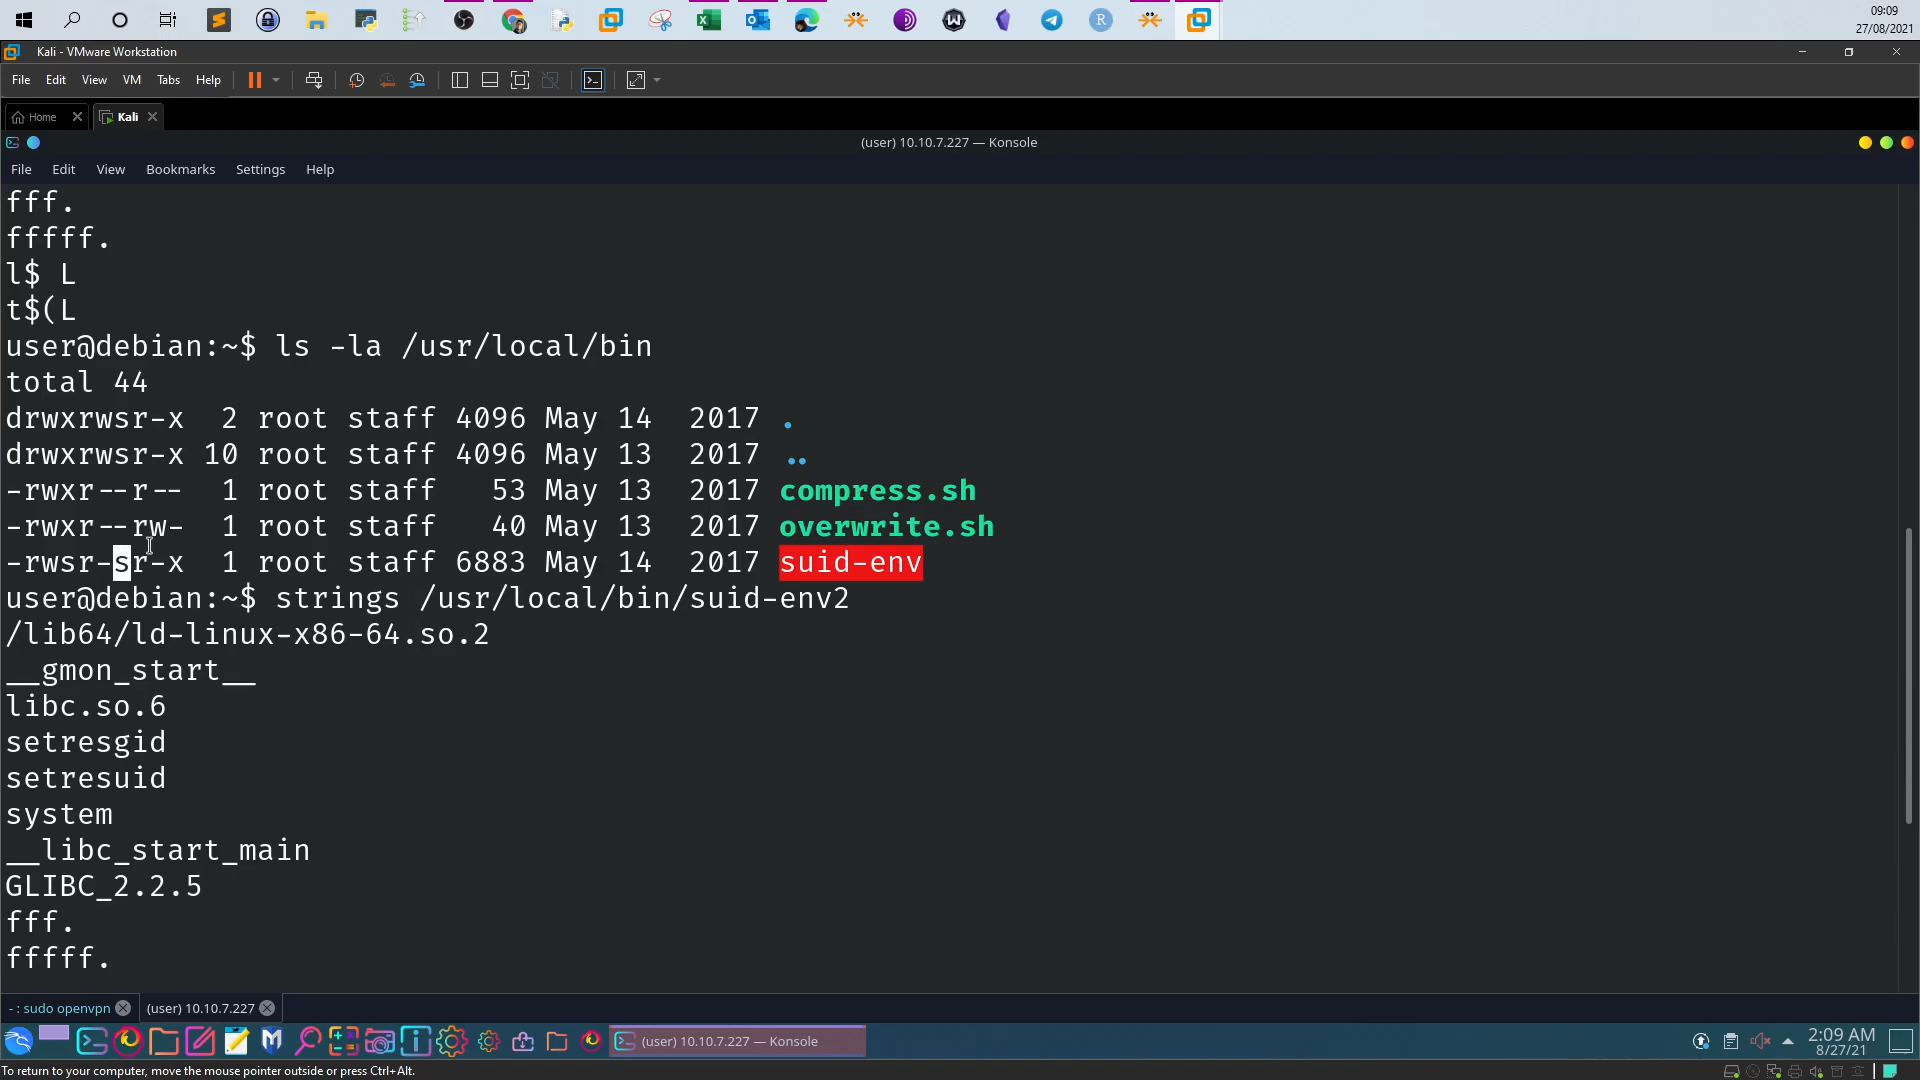 09:09
27/08/2021
Kali - VMware Workstation
File Edit View VM Tabs Help
Home Kali
(user) 10.10.7.227 — Konsole
File Edit View Bookmarks Settings Help
fff.
fffff.
l$ L
t$(L
user@debian:~$ ls -la /usr/local/bin
total 44
drwxrwsr-x 2 root staff 4096 May 14 2017 .
drwxrwsr-x 10 root staff 4096 May 13 2017 ..
-rwxr--r-- 1 root staff 53 May 13 2017 compress.sh
-rwxr--rw- 1 root staff 40 May 13 2017 overwrite.sh
-rwsr-sr-x 1 root staff 6883 May 14 2017 suid-env
user@debian:~$ strings /usr/local/bin/suid-env2
/lib64/ld-linux-x86-64.so.2
__gmon_start__
libc.so.6
setresgid
setresuid
system
__libc_start_main
GLIBC_2.2.5
fff.
fffff.
- : sudo openvpn (user) 10.10.7.227
(user) 10.10.7.227 — Konsole
2:09 AM
8/27/21
To return to your computer, move the mouse pointer outside or press Ctrl+Alt.